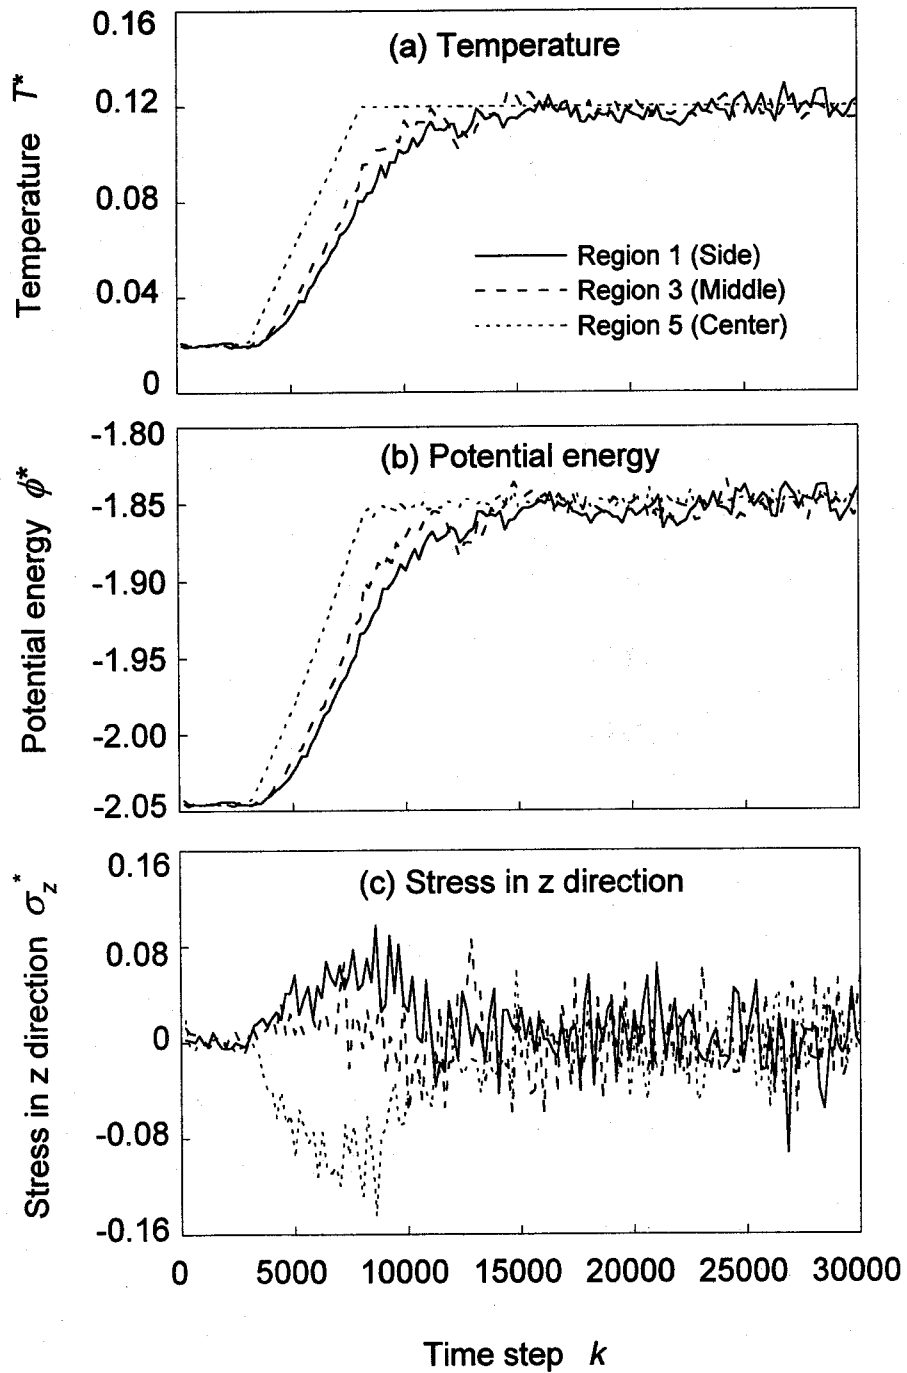 (a) Temperature
Temperature T*
0.16
0.12
0.08
0.04
0
Region 1 (Side)
Region 3 (Middle)
Region 5 (Center)
(b) Potential energy
Potential energy ϕ*
-1.80
-1.85
-1.90
-1.95
-2.00
-2.05
(c) Stress in z direction
Stress in z direction σz*
0.16
0.08
0
-0.08
-0.16
0 5000 10000 15000 20000 25000 30000
Time step k